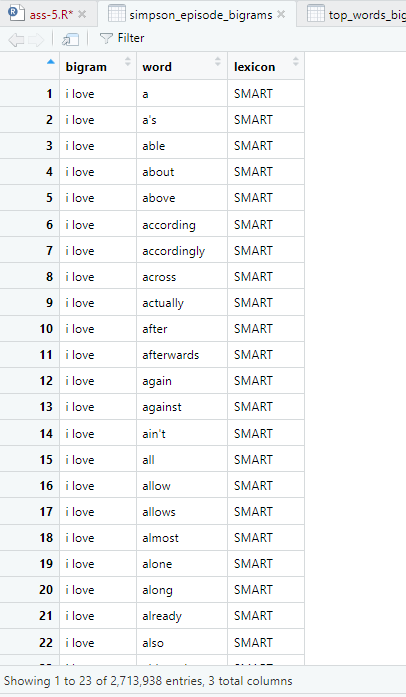 ass-5.R* simpson_episode_bigrams top_words_big
Filter
bigram word lexicon
1 i love a SMART
2 i love a's SMART
3 i love able SMART
4 i love about SMART
5 i love above SMART
6 i love according SMART
7 i love accordingly SMART
8 i love across SMART
9 i love actually SMART
10 i love after SMART
11 i love afterwards SMART
12 i love again SMART
13 i love against SMART
14 i love ain't SMART
15 i love all SMART
16 i love allow SMART
17 i love allows SMART
18 i love almost SMART
19 i love alone SMART
20 i love along SMART
21 i love already SMART
22 i love also SMART
Showing 1 to 23 of 2,713,938 entries, 3 total columns